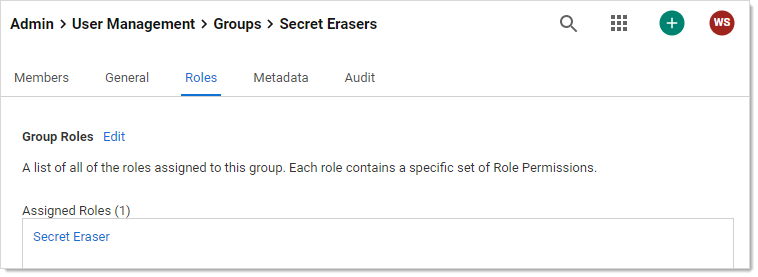 Admin > User Management > Groups > Secret Erasers
WS
Members General Roles Metadata Audit
Group Roles Edit
A list of all of the roles assigned to this group. Each role contains a specific set of Role Permissions.
Assigned Roles (1)
Secret Eraser